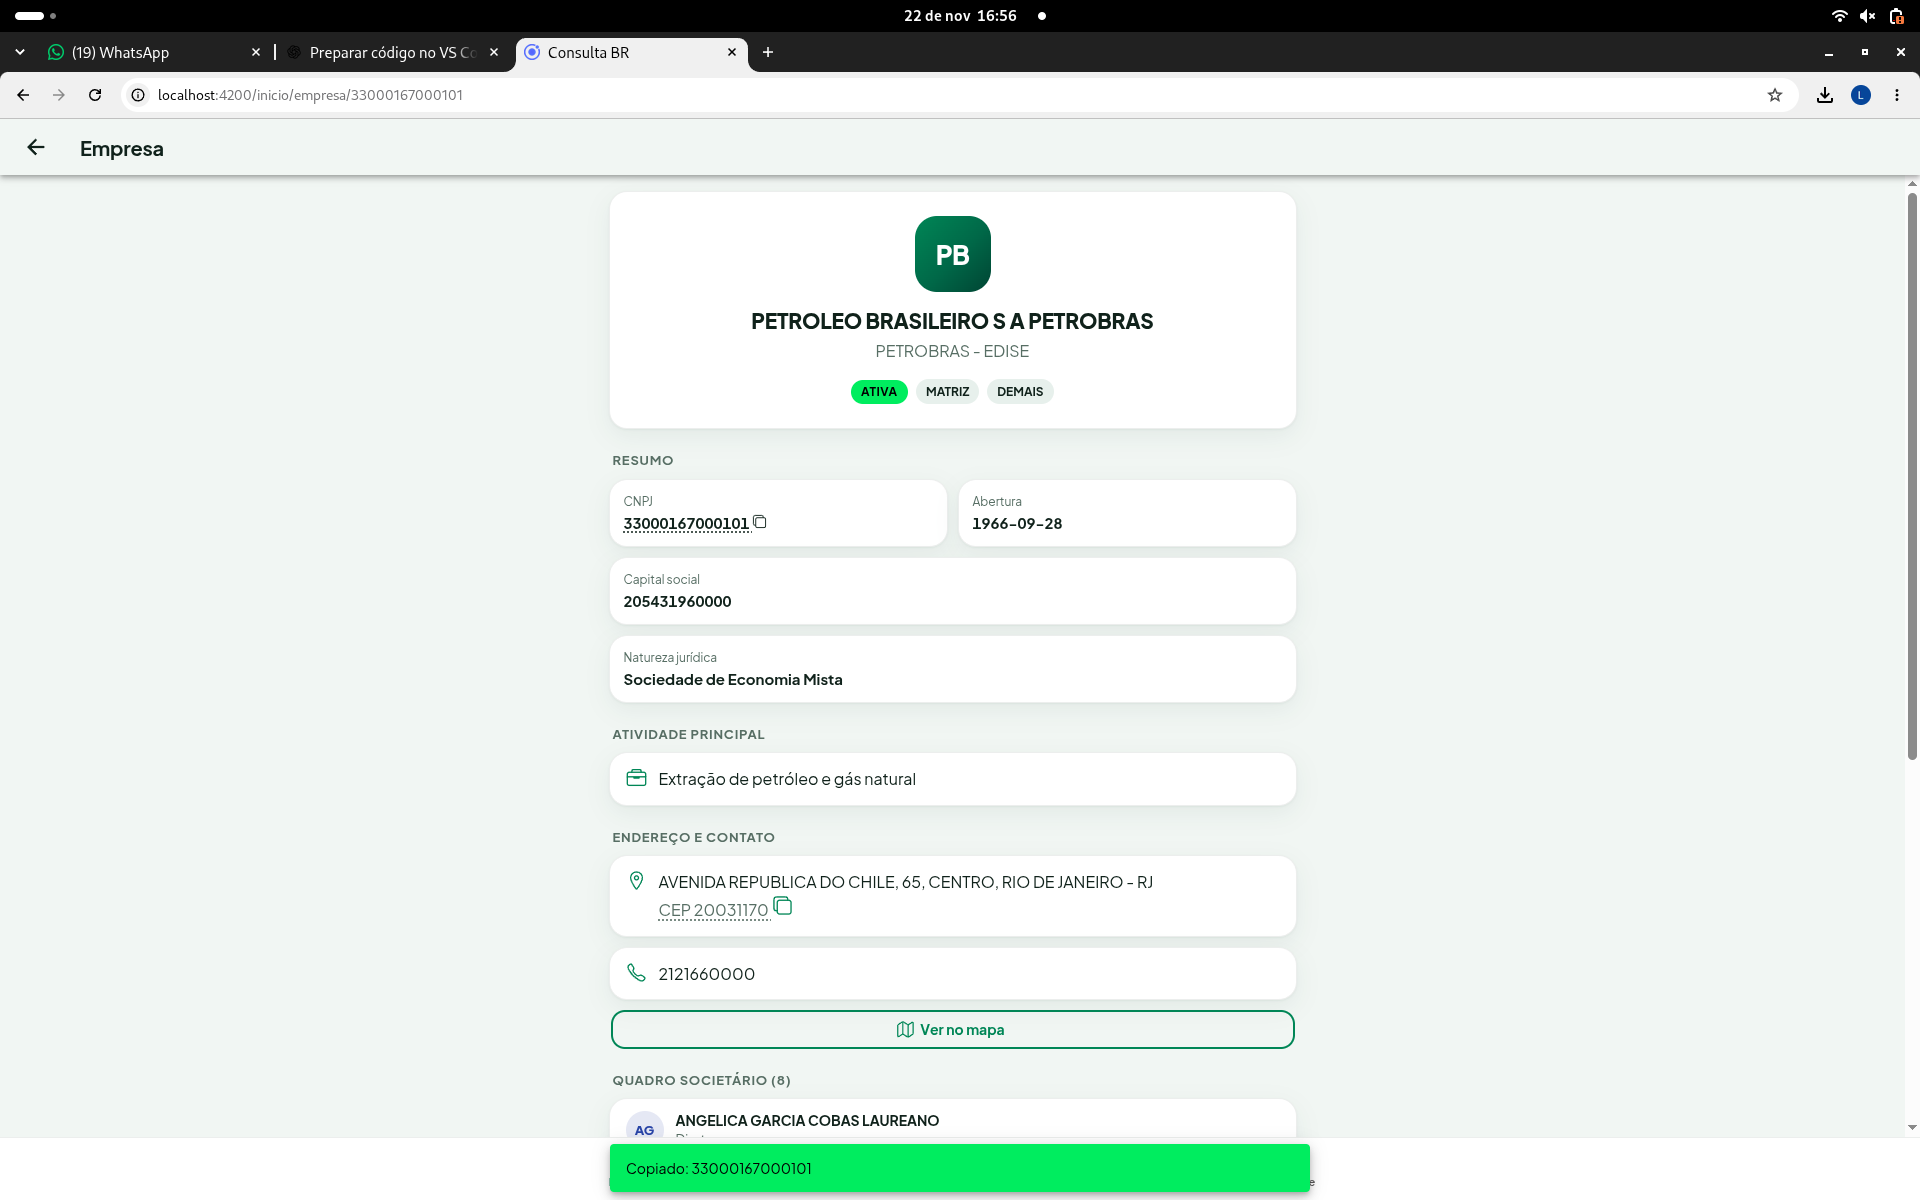 22 de nov 16:56
(19) WhatsApp
Preparar código no VS Co
Consulta BR
localhost:4200/inicio/empresa/33000167000101
L
Empresa
PB
PETROLEO BRASILEIRO S A PETROBRAS
PETROBRAS - EDISE
ATIVA MATRIZ DEMAIS
RESUMO
CNPJ
33000167000101
Abertura
1966-09-28
Capital social
205431960000
Natureza jurídica
Sociedade de Economia Mista
ATIVIDADE PRINCIPAL
Extração de petróleo e gás natural
ENDEREÇO E CONTATO
AVENIDA REPUBLICA DO CHILE, 65, CENTRO, RIO DE JANEIRO - RJ
CEP 20031170
2121660000
Ver no mapa
QUADRO SOCIETÁRIO (8)
AG
ANGELICA GARCIA COBAS LAUREANO
Copiado: 33000167000101